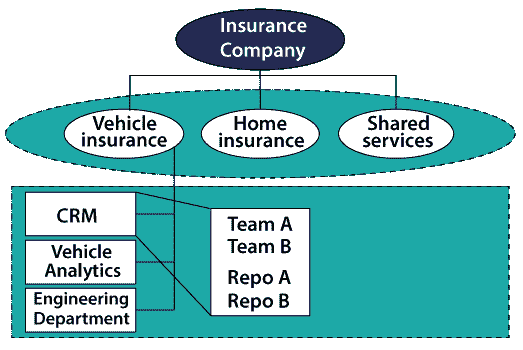 Insurance
Company
Vehicle
insurance
Home
insurance
Shared
services
CRM
Vehicle
Analytics
Engineering
Department
Team A
Team B
Repo A
Repo B